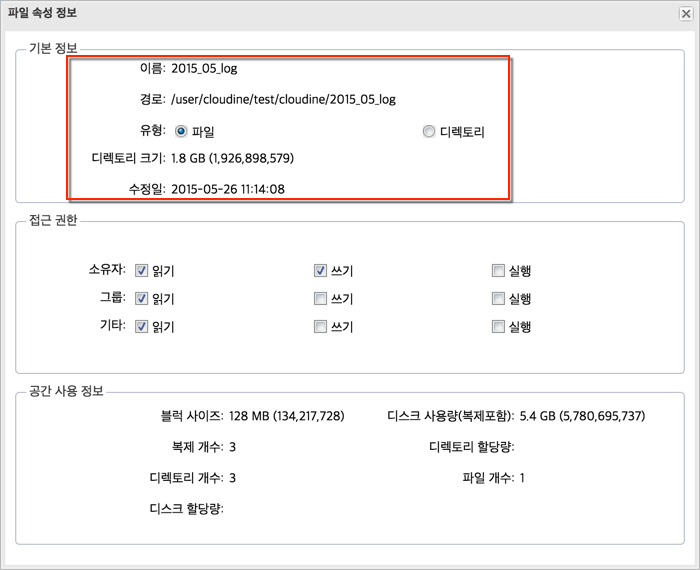 파일 속성 정보
기본 정보
이름: 2015_05_log
경로: /user/cloudine/test/cloudine/2015_05_log
유형: 파일 디렉토리
디렉토리 크기: 1.8 GB (1,926,898,579)
수정일: 2015-05-26 11:14:08
접근 권한
소유자: 읽기 쓰기 실행
그룹: 읽기 쓰기 실행
기타: 읽기 쓰기 실행
공간 사용 정보
블럭 사이즈: 128 MB (134,217,728) 디스크 사용량(복제포함): 5.4 GB (5,780,695,737)
복제 개수: 3 디렉토리 할당량:
디렉토리 개수: 3 파일 개수: 1
디스크 할당량: